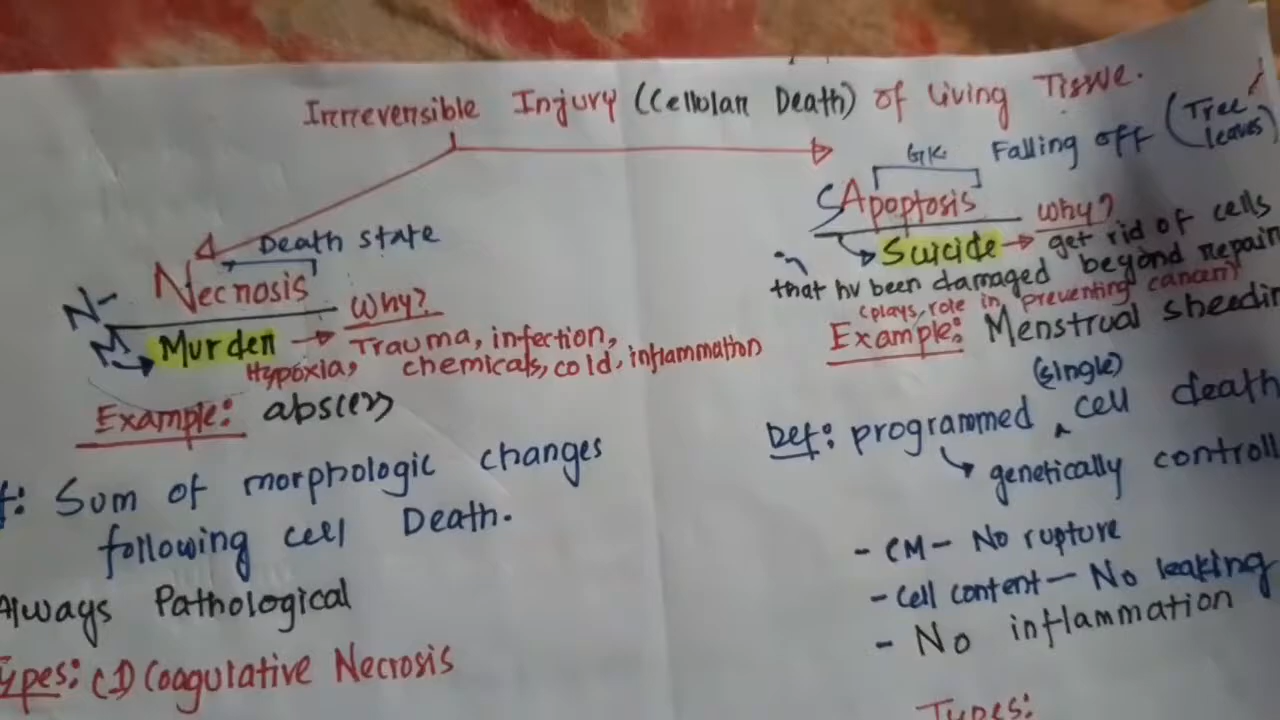 Irreversible Injury (Cellular Death) of Living Tissue.
Death state
Necrosis
N-
M
Murder → Why?
Trauma, infection,
Hypoxia, chemicals, cold, inflammation
Example: abscess
f: Sum of morphologic changes
following cell Death.
Always Pathological
Types: (1) Coagulative Necrosis
GK Falling off (Tree leaves)
SApoptosis
Suicide → Why? get rid of cells
that hv been damaged beyond repair
(plays role in preventing cancer)
Example: Menstrual sheddin
Def: programmed (single) cell death
genetically controll
- CM - No rupture
- Cell content - No leaking
- No inflammation
Types: